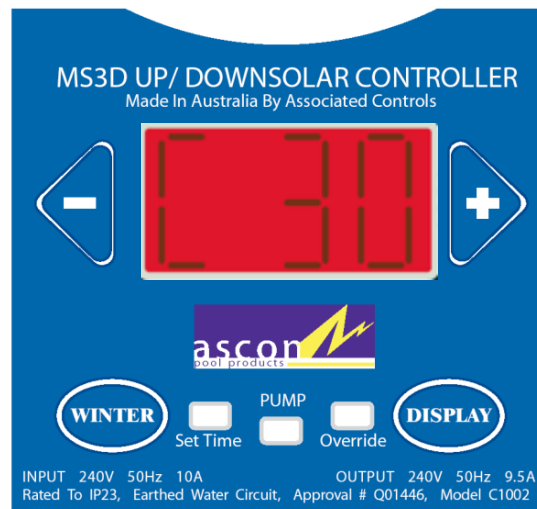 MS3D UP/ DOWNSOLAR CONTROLLER
Made In Australia By Associated Controls
C 30
-
+
ascon
pool products
WINTER
Set Time
PUMP
Override
DISPLAY
INPUT 240V 50Hz 10A OUTPUT 240V 50Hz 9.5A
Rated To IP23, Earthed Water Circuit, Approval # Q01446, Model C1002